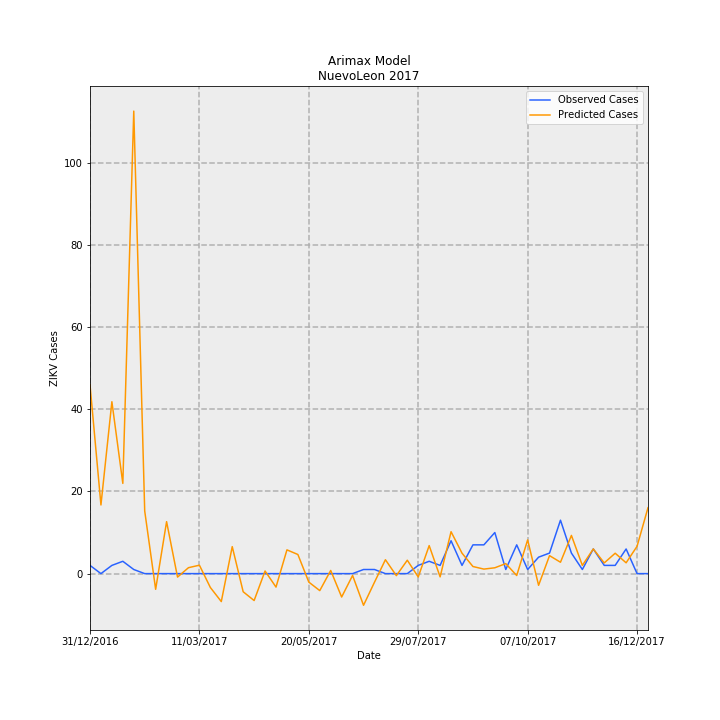 Arimax Model
NuevoLeon 2017
Observed Cases
Predicted Cases
ZIKV Cases
100
80
60
40
20
0
31/12/2016
11/03/2017
20/05/2017
29/07/2017
07/10/2017
16/12/2017
Date